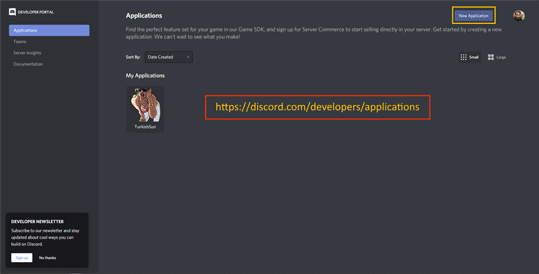 DEVELOPER PORTAL
Applications
Teams
Server Insights
Documentation
Applications
New Application
Find the perfect feature set for your game in our Game SDK, and sign up for Server Commerce to start selling directly in your server. Get started by creating a new
application. We can't wait to see what you make!
Sort By:
Date Created
Small
Large
My Applications
TurkishSun
https://discord.com/developers/applications
DEVELOPER NEWSLETTER
Subscribe to our newsletter and stay
updated about cool ways you can
build on Discord.
Sign up
No thanks